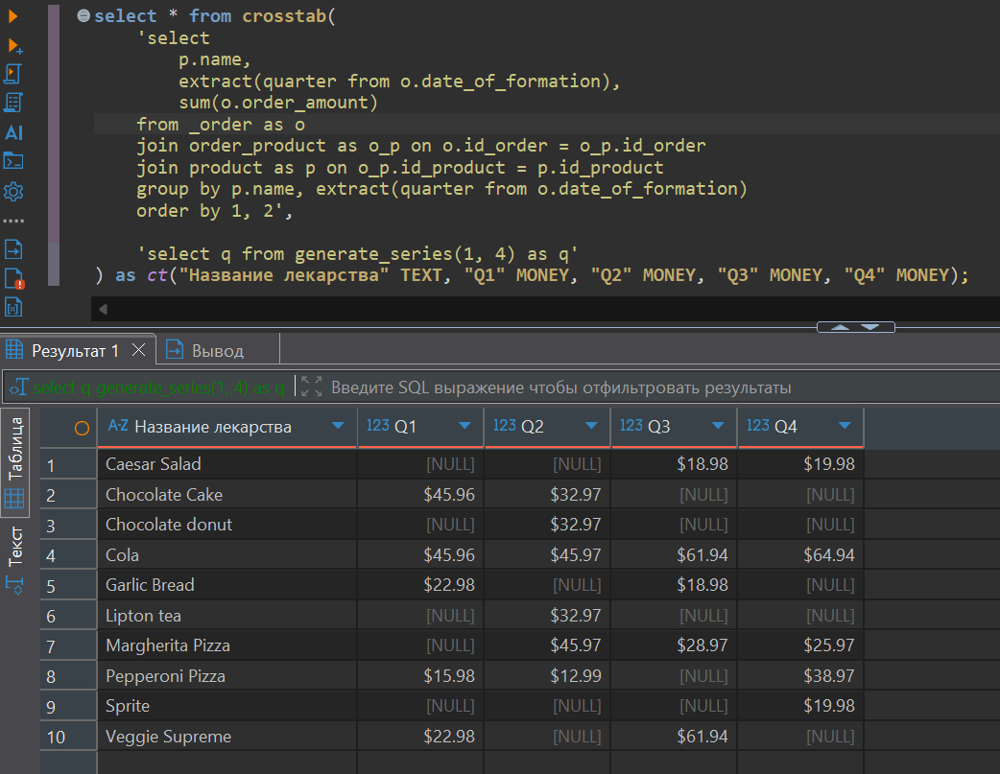 select * from crosstab(
'select
p.name,
extract(quarter from o.date_of_formation),
sum(o.order_amount)
from _order as o
join order_product as o_p on o.id_order = o_p.id_order
join product as p on o_p.id_product = p.id_product
group by p.name, extract(quarter from o.date_of_formation)
order by 1, 2',
'select q from generate_series(1, 4) as q'
) as ct("Название лекарства" TEXT, "Q1" MONEY, "Q2" MONEY, "Q3" MONEY, "Q4" MONEY);
AI
Результат 1 Вывод
select q generate_series(1, 4) as q Введите SQL выражение чтобы отфильтровать результаты
Таблица
Текст
A-Z Название лекарства 123 Q1 123 Q2 123 Q3 123 Q4
1 Caesar Salad [NULL] [NULL] $18.98 $19.98
2 Chocolate Cake $45.96 $32.97 [NULL] [NULL]
3 Chocolate donut [NULL] $32.97 [NULL] [NULL]
4 Cola $45.96 $45.97 $61.94 $64.94
5 Garlic Bread $22.98 [NULL] $18.98 [NULL]
6 Lipton tea [NULL] $32.97 [NULL] [NULL]
7 Margherita Pizza [NULL] $45.97 $28.97 $25.97
8 Pepperoni Pizza $15.98 $12.99 [NULL] $38.97
9 Sprite [NULL] [NULL] [NULL] $19.98
10 Veggie Supreme $22.98 [NULL] $61.94 [NULL]